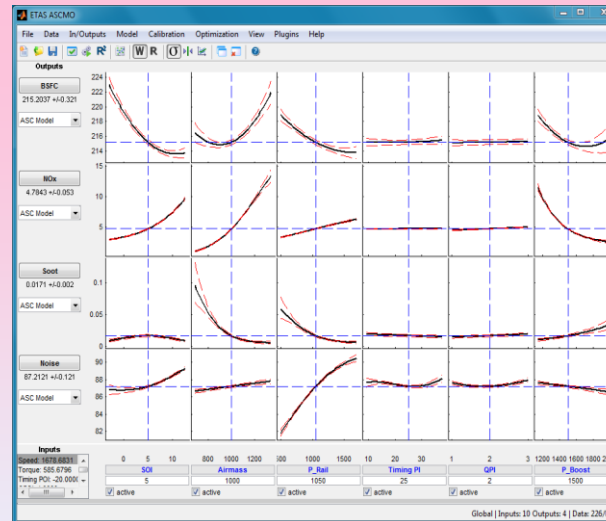 ETAS ASCMO
File Data In/Outputs Model Calibration Optimization View Plugins Help
R² W R σ
Outputs
BSFC
215.2037 +/-0.321
ASC Model
224
222
220
218
216
214
NOx
4.7843 +/-0.053
ASC Model
15
10
5
Soot
0.0171 +/-0.002
ASC Model
0.1
0.05
0
Noise
87.2121 +/-0.121
ASC Model
90
88
86
84
82
Inputs
Speed: 1678.6831
Torque: 585.6796
Timing POI: -20.000
0 5 10 800 1000 1200 1000 1500 10 20 30 1 2 3 1200 1400 1600 1800
SOI Airmass P_Rail Timing PI QPI P_Boost
5 1000 1050 25 2 1500
active active active active active active
Global | Inputs: 10 Outputs: 4 | Data: 226/